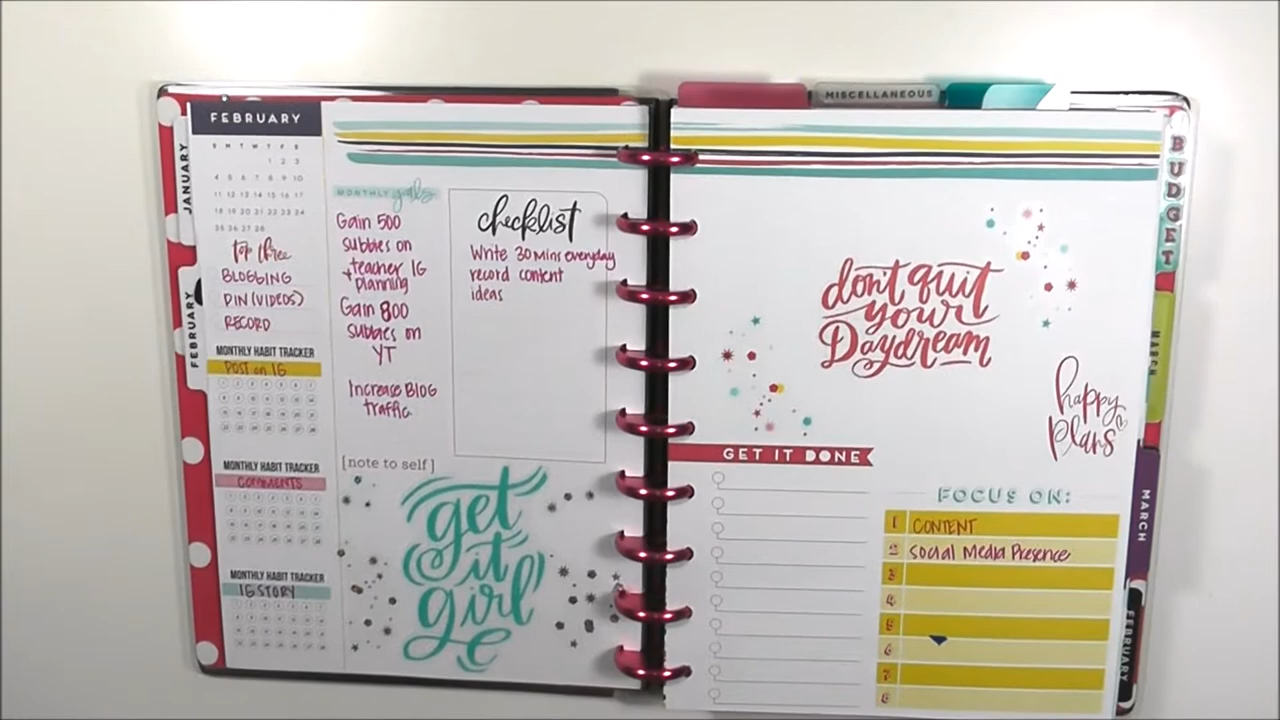 FEBRUARY
S M T W T F S
1 2 3
4 5 6 7 8 9 10
11 12 13 14 15 16 17
18 19 20 21 22 23 24
25 26 27 28
top three
BLOGGING
PIN (VIDEOS)
RECORD
MONTHLY HABIT TRACKER
POST on IG
MONTHLY HABIT TRACKER
COMMENTS
MONTHLY HABIT TRACKER
IG STORY
JANUARY
FEBRUARY
MONTHLY goals
Gain 500
subbies on
teacher IG
planning
Gain 800
subbies on
YT
Increase BLOG
traffic
checklist
Write 30 mins everyday
record content
ideas
[note to self]
get
it
girl
MISCELLANEOUS
don't quit
your
Daydream
happy
plans
GET IT DONE
FOCUS ON:
1 CONTENT
2 Social Media Presence
3
4
5
6
7
8
BUDGET
MARCH
MARCH
FEBRUARY